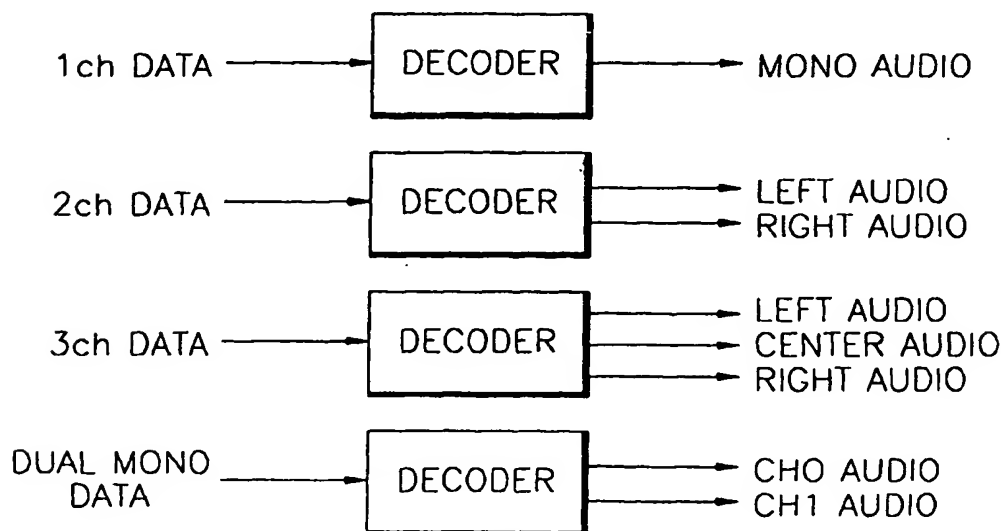 1ch DATA
DECODER
MONO AUDIO
2ch DATA
DECODER
LEFT AUDIO
RIGHT AUDIO
3ch DATA
DECODER
LEFT AUDIO
CENTER AUDIO
RIGHT AUDIO
DUAL MONO
DATA
DECODER
CH0 AUDIO
CH1 AUDIO